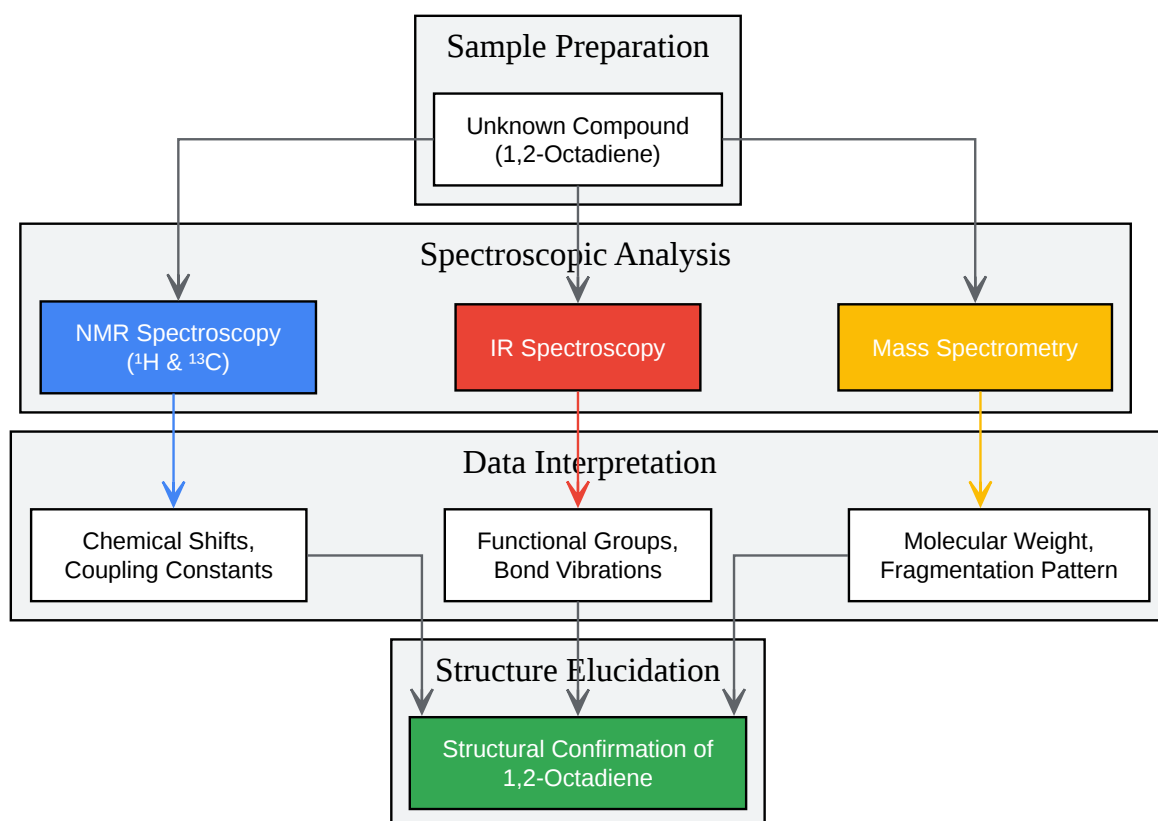 Sample Preparation
Unknown Compound
(1,2-Octadiene)
Spectroscopic Analysis
NMR Spectroscopy
(¹H & ¹³C)
IR Spectroscopy
Mass Spectrometry
Data Interpretation
Chemical Shifts,
Coupling Constants
Functional Groups,
Bond Vibrations
Molecular Weight,
Fragmentation Pattern
Structure Elucidation
Structural Confirmation of
1,2-Octadiene